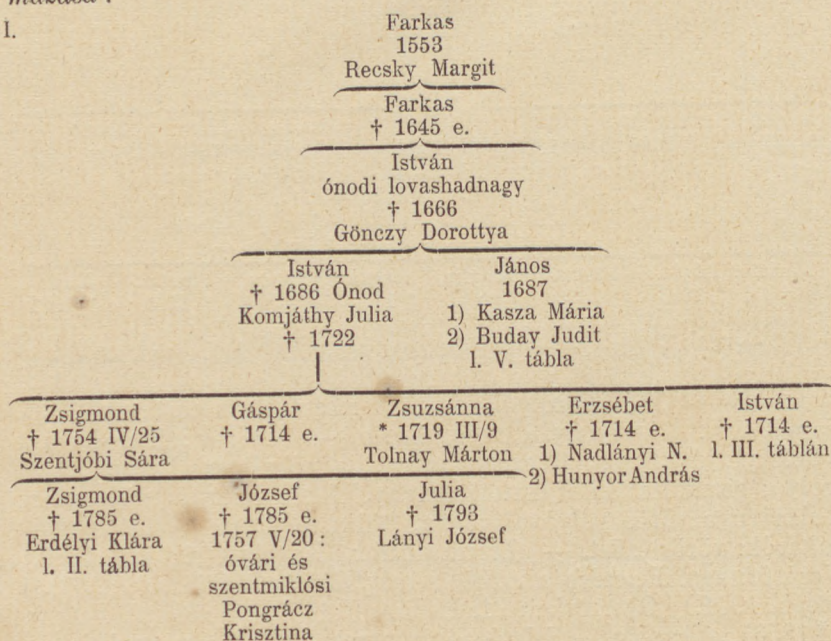 I.
Farkas
1553
Recsky Margit
Farkas
† 1645 e.
István
ónodi lovashadnagy
† 1666
Gönczy Dorottya
István
† 1686 Ónod
Komjáthy Julia
† 1722
János
1687
1) Kasza Mária
2) Buday Judit
l. V. tábla
Zsigmond
† 1754 IV/25
Szentjóbi Sára
Gáspár
† 1714 e.
Zsuzsánna
* 1719 III/9
Tolnay Márton
Erzsébet
† 1714 e.
1) Nadlányi N.
2) Hunyor András
István
† 1714 e.
l. III. táblán
Zsigmond
† 1785 e.
Erdélyi Klára
l. II. tábla
József
† 1785 e.
1757 V/20 :
óvári és
szentmiklósi
Pongrácz
Krisztina
Julia
† 1793
Lányi József